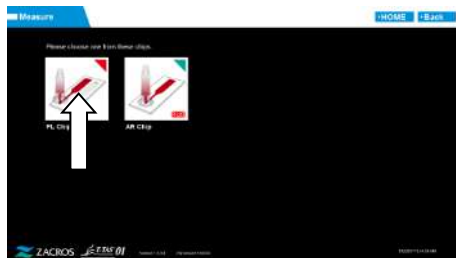 Measure
HOME Back
Please choose one from these chips.
PL Chip
AR Chip
ZACROS T-TAS 01